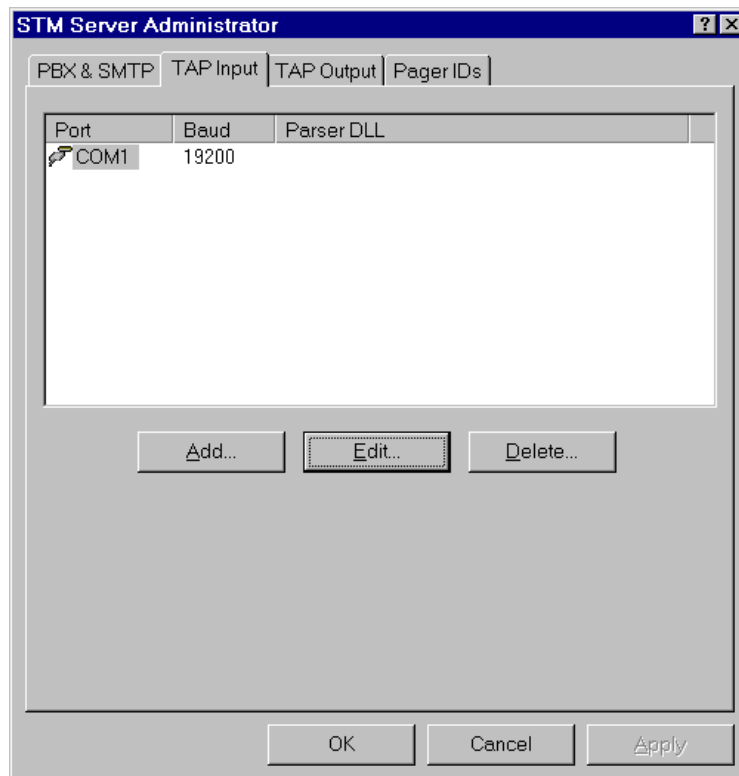 STM Server Administrator
PBX & SMTP TAP Input TAP Output Pager IDs
Port Baud Parser DLL
COM1 19200
Add... Edit... Delete...
OK Cancel Apply